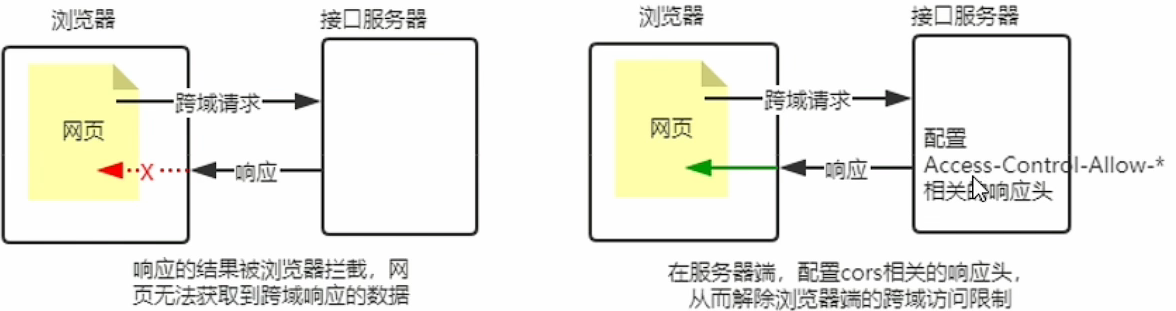 浏览器
接口服务器
跨域请求
网页
X
响应
响应的结果被浏览器拦截，网
页无法获取到跨域响应的数据
浏览器
接口服务器
跨域请求
网页
响应
配置
Access-Control-Allow-*
相关的响应头
在服务器端，配置cors相关的响应头，
从而解除浏览器端的跨域访问限制